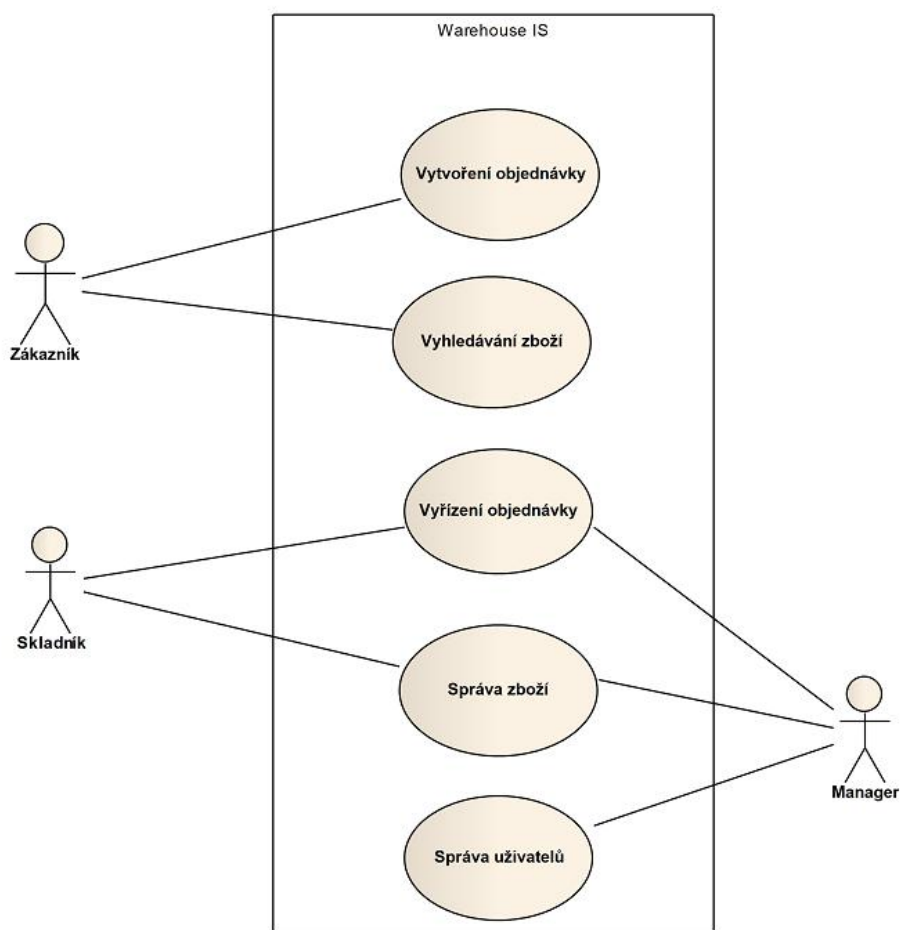 Warehouse IS
Vytvoření objednávky
Zákazník
Vyhledávání zboží
Vyřízení objednávky
Skladník
Správa zboží
Manager
Správa uživatelů